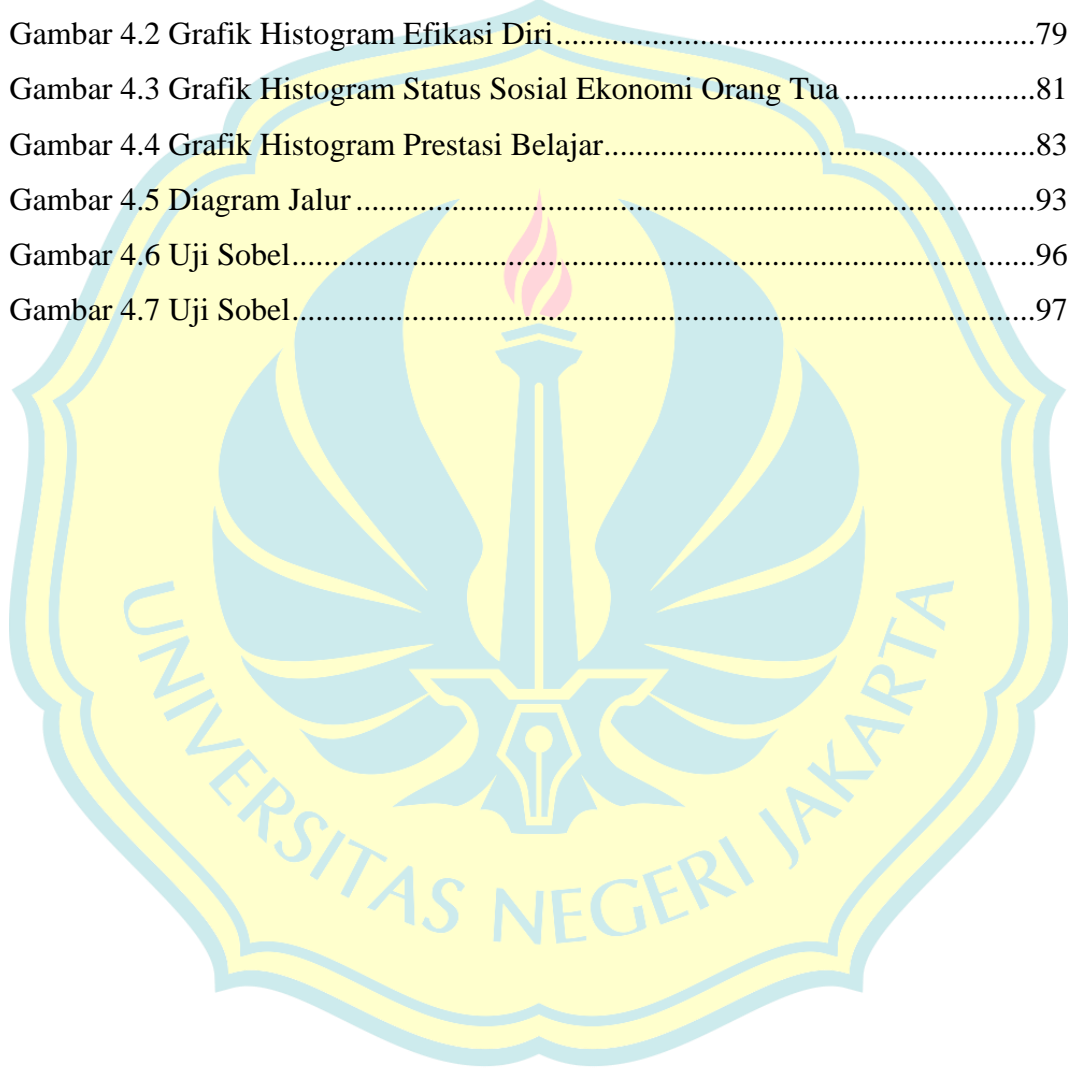 Gambar 4.2 Grafik Histogram Efikasi Diri.............................................................79
Gambar 4.3 Grafik Histogram Status Sosial Ekonomi Orang Tua ........................81
Gambar 4.4 Grafik Histogram Prestasi Belajar.......................................................83
Gambar 4.5 Diagram Jalur ......................................................................................93
Gambar 4.6 Uji Sobel..............................................................................................96
Gambar 4.7 Uji Sobel..............................................................................................97
UNIVERSITAS NEGERI JAKARTA